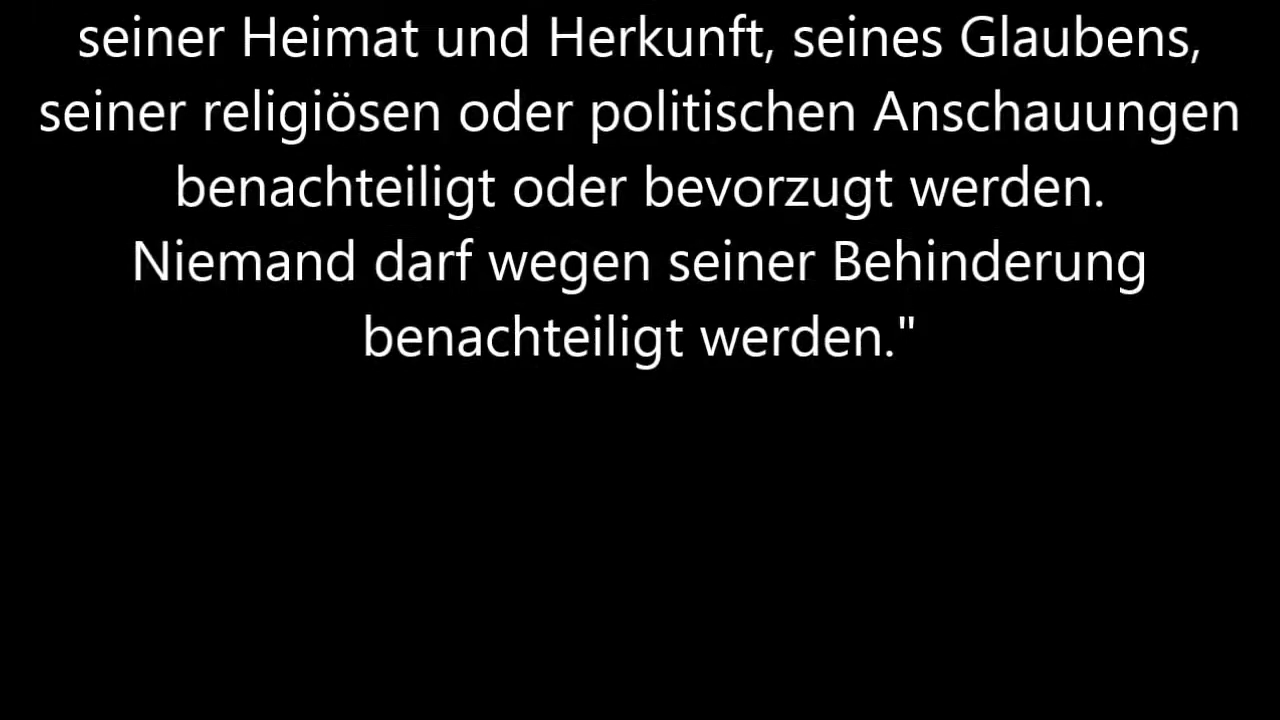 seiner Heimat und Herkunft, seines Glaubens,
seiner religiösen oder politischen Anschauungen
benachteiligt oder bevorzugt werden.
Niemand darf wegen seiner Behinderung
benachteiligt werden."